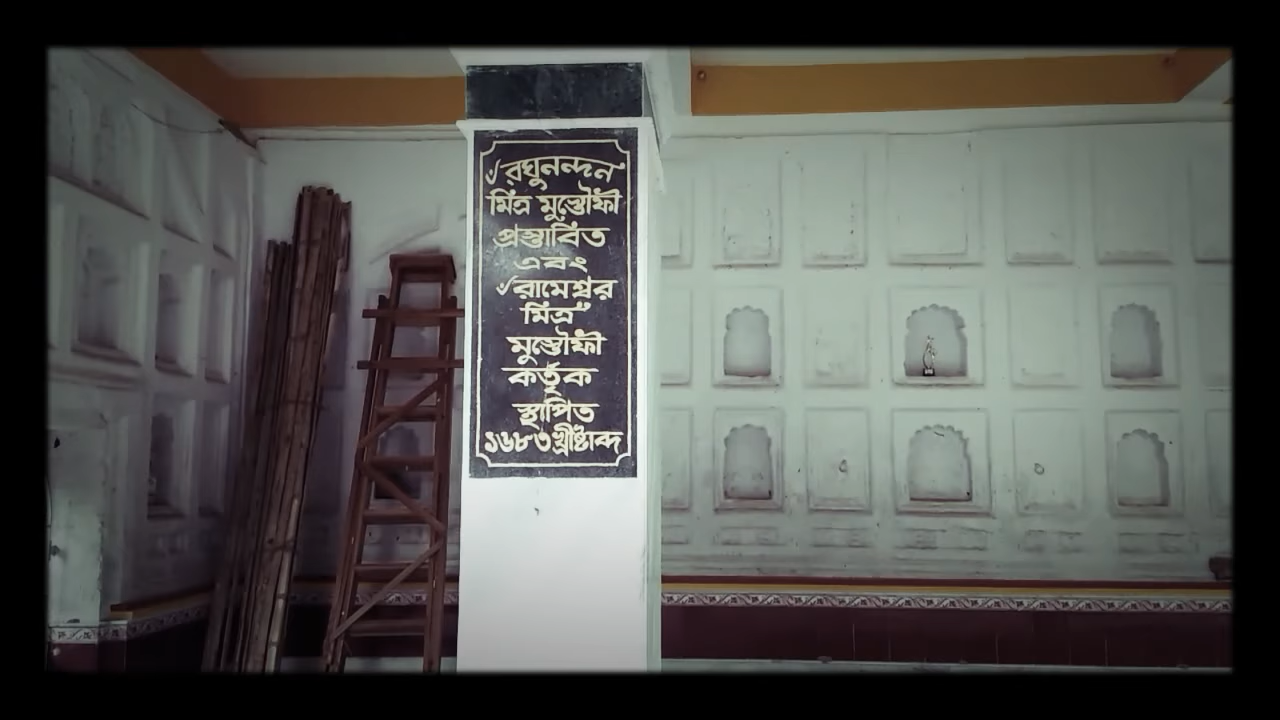 ঁরঘুনন্দন
মিত্র মুস্তৌফী
প্রস্তাবিত
এবং
ঁরামেশ্বর
মিত্র
মুস্তৌফী
কর্তৃক
স্থাপিত
১৬৮৩খ্রীষ্টাব্দ